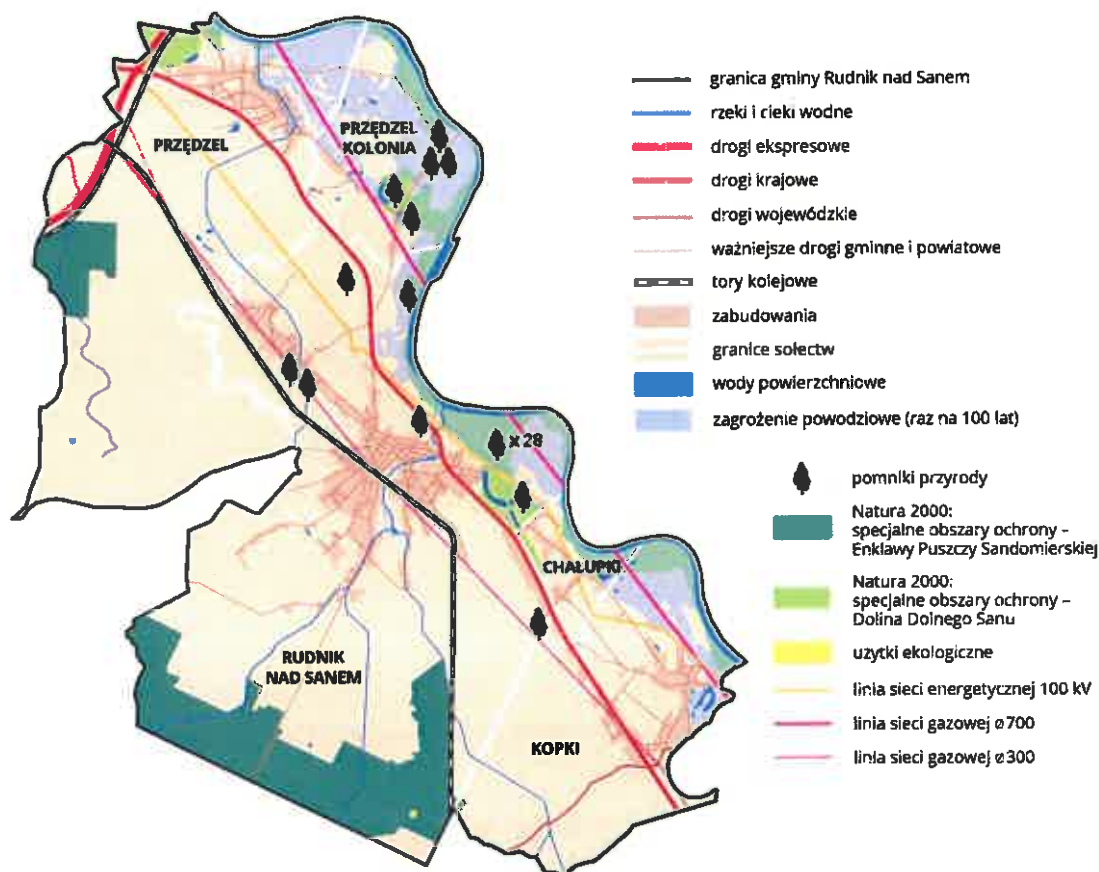 PRZĘDZEL
PRZĘDZEL
KOLONIA
x 28
CHAŁUPKI
RUDNIK
NAD SANEM
KOPKI
granica gminy Rudnik nad Sanem
rzeki i cieki wodne
drogi ekspresowe
drogi krajowe
drogi wojewódzkie
ważniejsze drogi gminne i powiatowe
tory kolejowe
zabudowania
granice sołectw
wody powierzchniowe
zagrożenie powodziowe (raz na 100 lat)
pomniki przyrody
Natura 2000:
specjalne obszary ochrony –
Enklawy Puszczy Sandomierskiej
Natura 2000:
specjalne obszary ochrony –
Dolina Dolnego Sanu
użytki ekologiczne
linia sieci energetycznej 100 kV
linia sieci gazowej ø700
linia sieci gazowej ø300